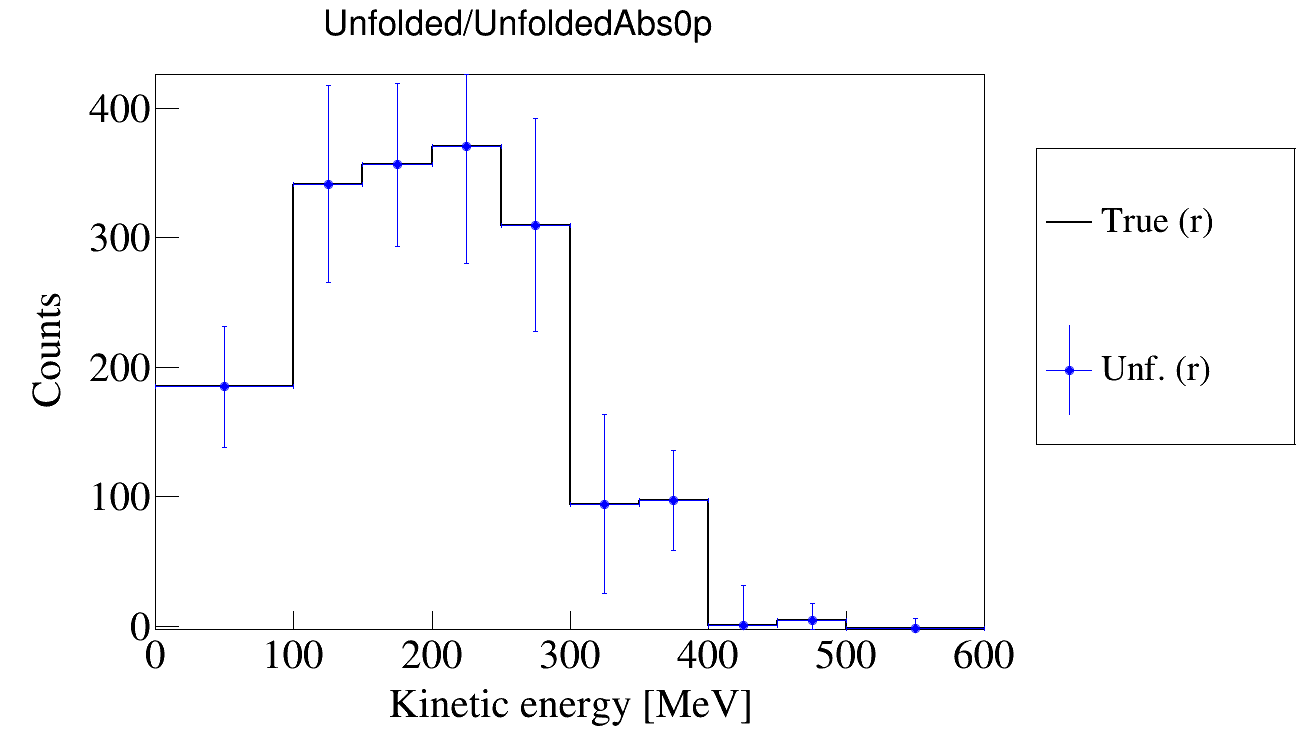 Unfolded/UnfoldedAbs0p
400
300
200
100
0
Counts
0 100 200 300 400 500 600
Kinetic energy [MeV]
True (r)
Unf. (r)